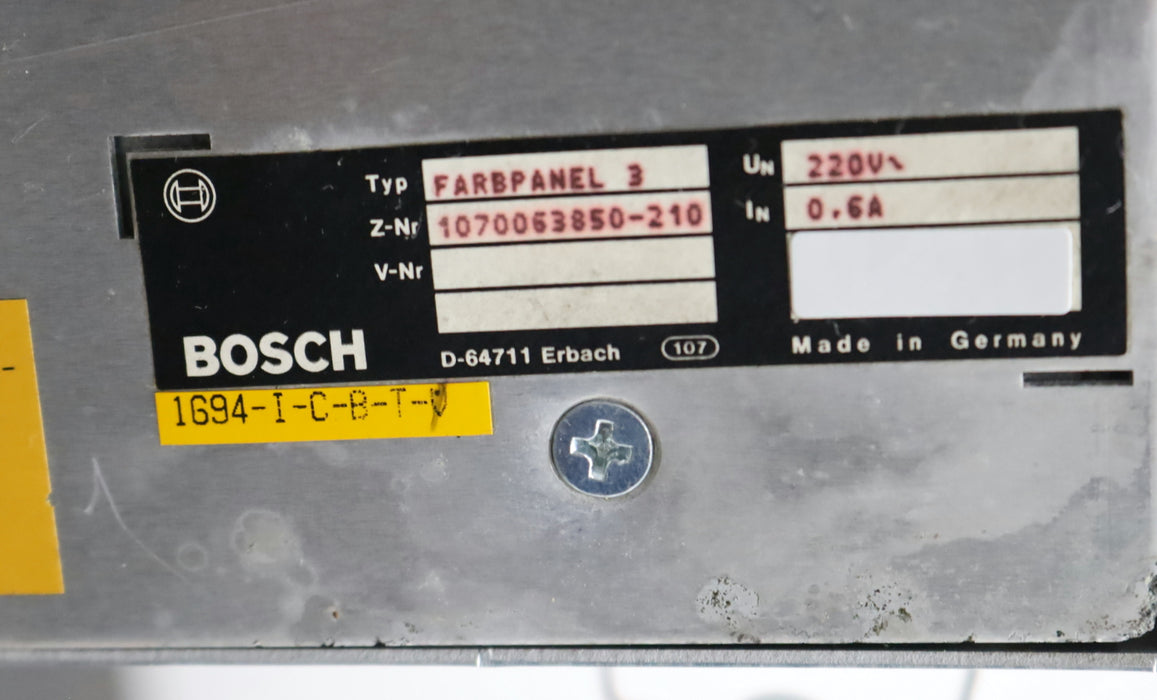 Typ FARBPANEL 3
Z-Nr 1070063850-210
V-Nr
UN 220V~
IN 0.6A
BOSCH
D-64711 Erbach 107
Made in Germany
1G94-I-C-B-T-